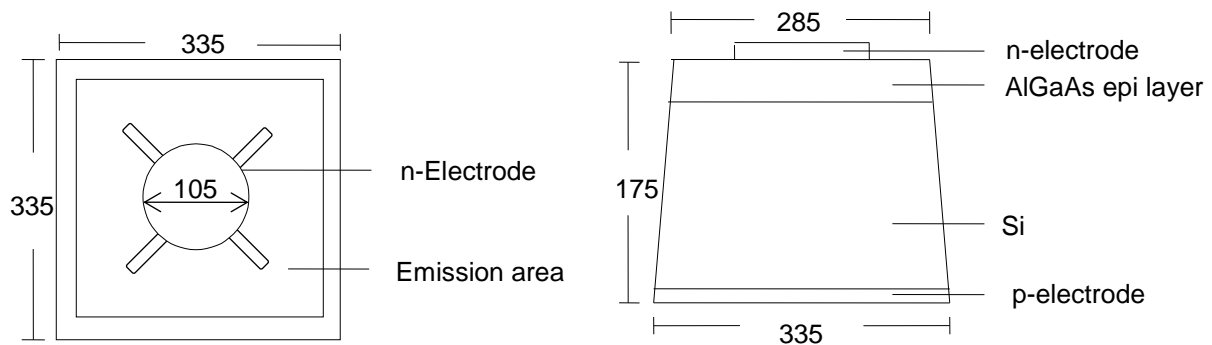 335
335
105
n-Electrode
Emission area
285
n-electrode
AlGaAs epi layer
175
Si
p-electrode
335